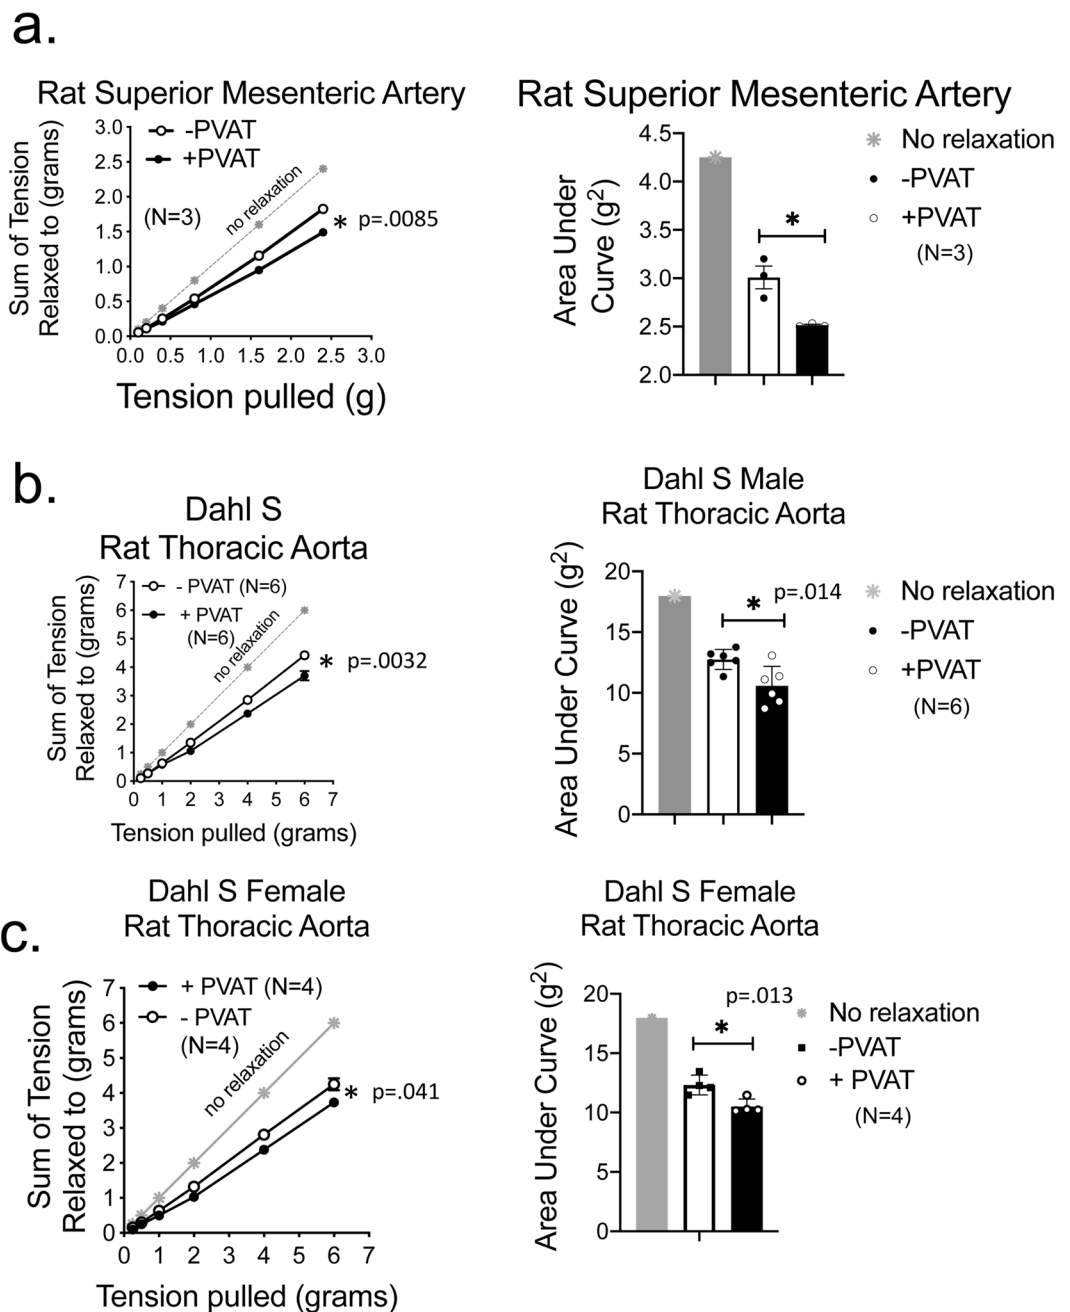 a.
Rat Superior Mesenteric Artery
Sum of Tension
Relaxed to (grams)
3.0
2.5
2.0
1.5
1.0
0.5
0.0
-PVAT
+PVAT
(N=3)
no relaxation
* p=.0085
0.0 0.5 1.0 1.5 2.0 2.5 3.0
Tension pulled (g)
Rat Superior Mesenteric Artery
Area Under
Curve (g2)
4.5
4.0
3.5
3.0
2.5
2.0
*
No relaxation
-PVAT
+PVAT
(N=3)
b.
Dahl S
Rat Thoracic Aorta
Sum of Tension
Relaxed to (grams)
7
6
5
4
3
2
1
0
- PVAT (N=6)
+ PVAT
(N=6)
no relaxation
* p=.0032
0 1 2 3 4 5 6 7
Tension pulled (grams)
Dahl S Male
Rat Thoracic Aorta
Area Under Curve (g2)
20
15
10
5
0
p=.014
*
No relaxation
-PVAT
+PVAT
(N=6)
c.
Dahl S Female
Rat Thoracic Aorta
Sum of Tension
Relaxed to (grams)
7
6
5
4
3
2
1
0
+ PVAT (N=4)
- PVAT
(N=4)
no relaxation
* p=.041
0 1 2 3 4 5 6 7
Tension pulled (grams)
Dahl S Female
Rat Thoracic Aorta
Area Under Curve (g2)
20
15
10
5
0
p=.013
*
No relaxation
-PVAT
+ PVAT
(N=4)